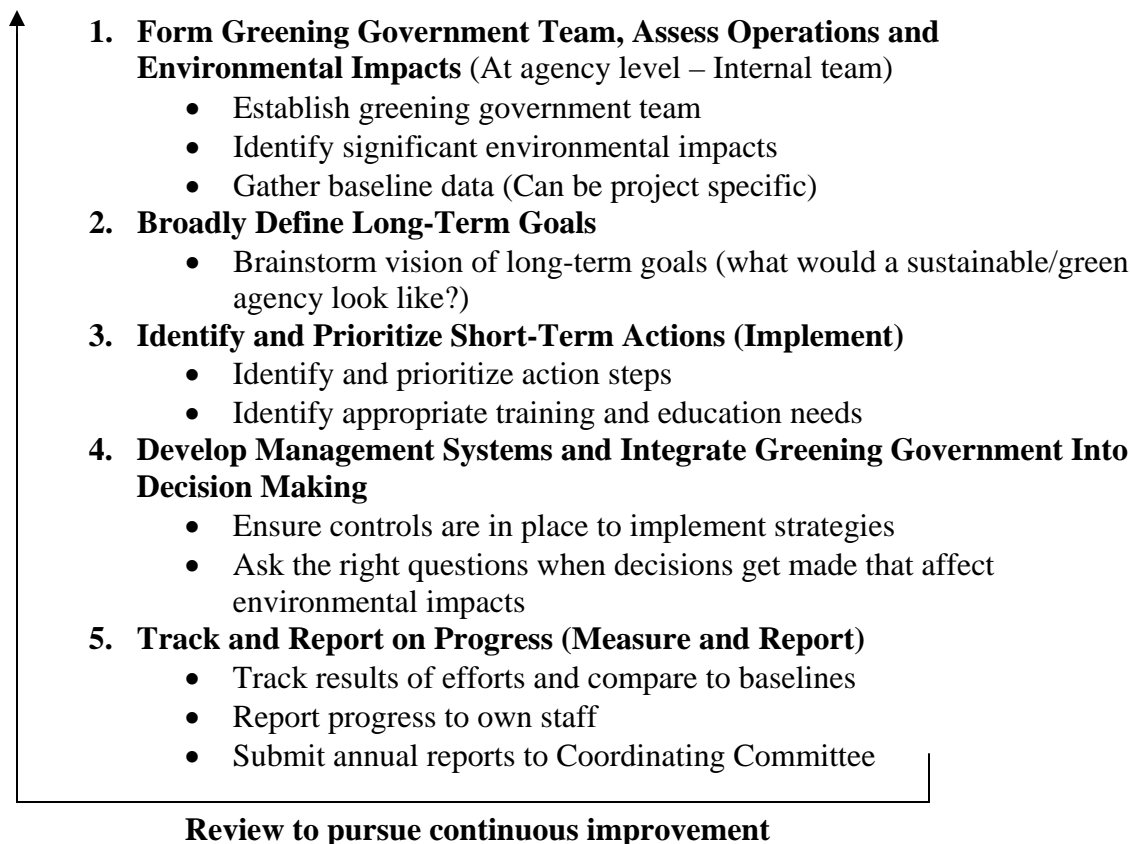 1. Form Greening Government Team, Assess Operations and
Environmental Impacts (At agency level – Internal team)
• Establish greening government team
• Identify significant environmental impacts
• Gather baseline data (Can be project specific)
2. Broadly Define Long-Term Goals
• Brainstorm vision of long-term goals (what would a sustainable/green
agency look like?)
3. Identify and Prioritize Short-Term Actions (Implement)
• Identify and prioritize action steps
• Identify appropriate training and education needs
4. Develop Management Systems and Integrate Greening Government Into
Decision Making
• Ensure controls are in place to implement strategies
• Ask the right questions when decisions get made that affect
environmental impacts
5. Track and Report on Progress (Measure and Report)
• Track results of efforts and compare to baselines
• Report progress to own staff
• Submit annual reports to Coordinating Committee
Review to pursue continuous improvement